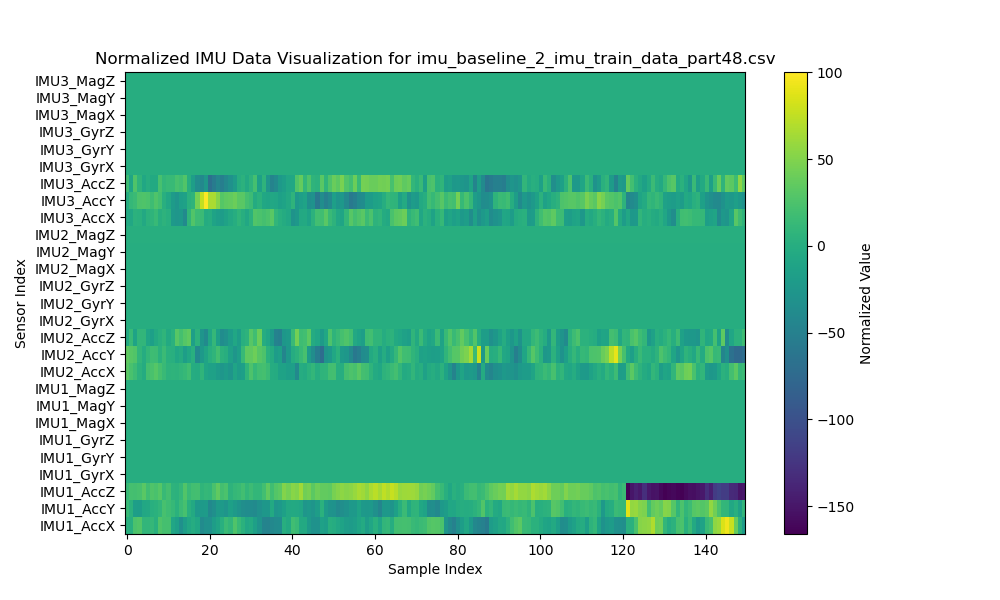 Normalized IMU Data Visualization for imu_baseline_2_imu_train_data_part48.csv
IMU3_MagZ
IMU3_MagY
IMU3_MagX
IMU3_GyrZ
IMU3_GyrY
IMU3_GyrX
IMU3_AccZ
IMU3_AccY
IMU3_AccX
IMU2_MagZ
IMU2_MagY
IMU2_MagX
IMU2_GyrZ
IMU2_GyrY
IMU2_GyrX
IMU2_AccZ
IMU2_AccY
IMU2_AccX
IMU1_MagZ
IMU1_MagY
IMU1_MagX
IMU1_GyrZ
IMU1_GyrY
IMU1_GyrX
IMU1_AccZ
IMU1_AccY
IMU1_AccX
Sensor Index
0 20 40 60 80 100 120 140
Sample Index
100
50
0
−50
−100
−150
Normalized Value